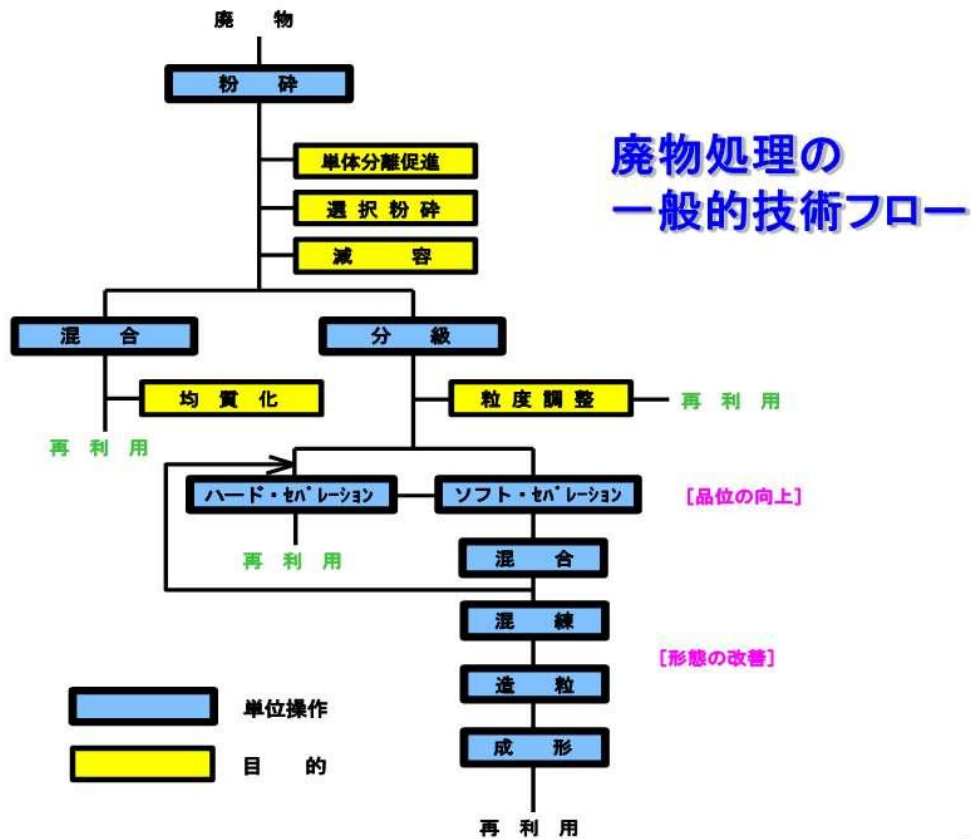 廃 物
粉 砕
単体分離促進
選 択 粉 砕
減 容
廃物処理の
一般的技術フロー
混 合
分 級
均 質 化
粒 度 調 整
再 利 用
再 利 用
ハード・ｾﾊﾟﾚｰｼｮﾝ
ソフト・ｾﾊﾟﾚｰｼｮﾝ
[品位の向上]
再 利 用
混 合
混 練
[形態の改善]
造 粒
単位操作
成 形
目 的
再 利 用